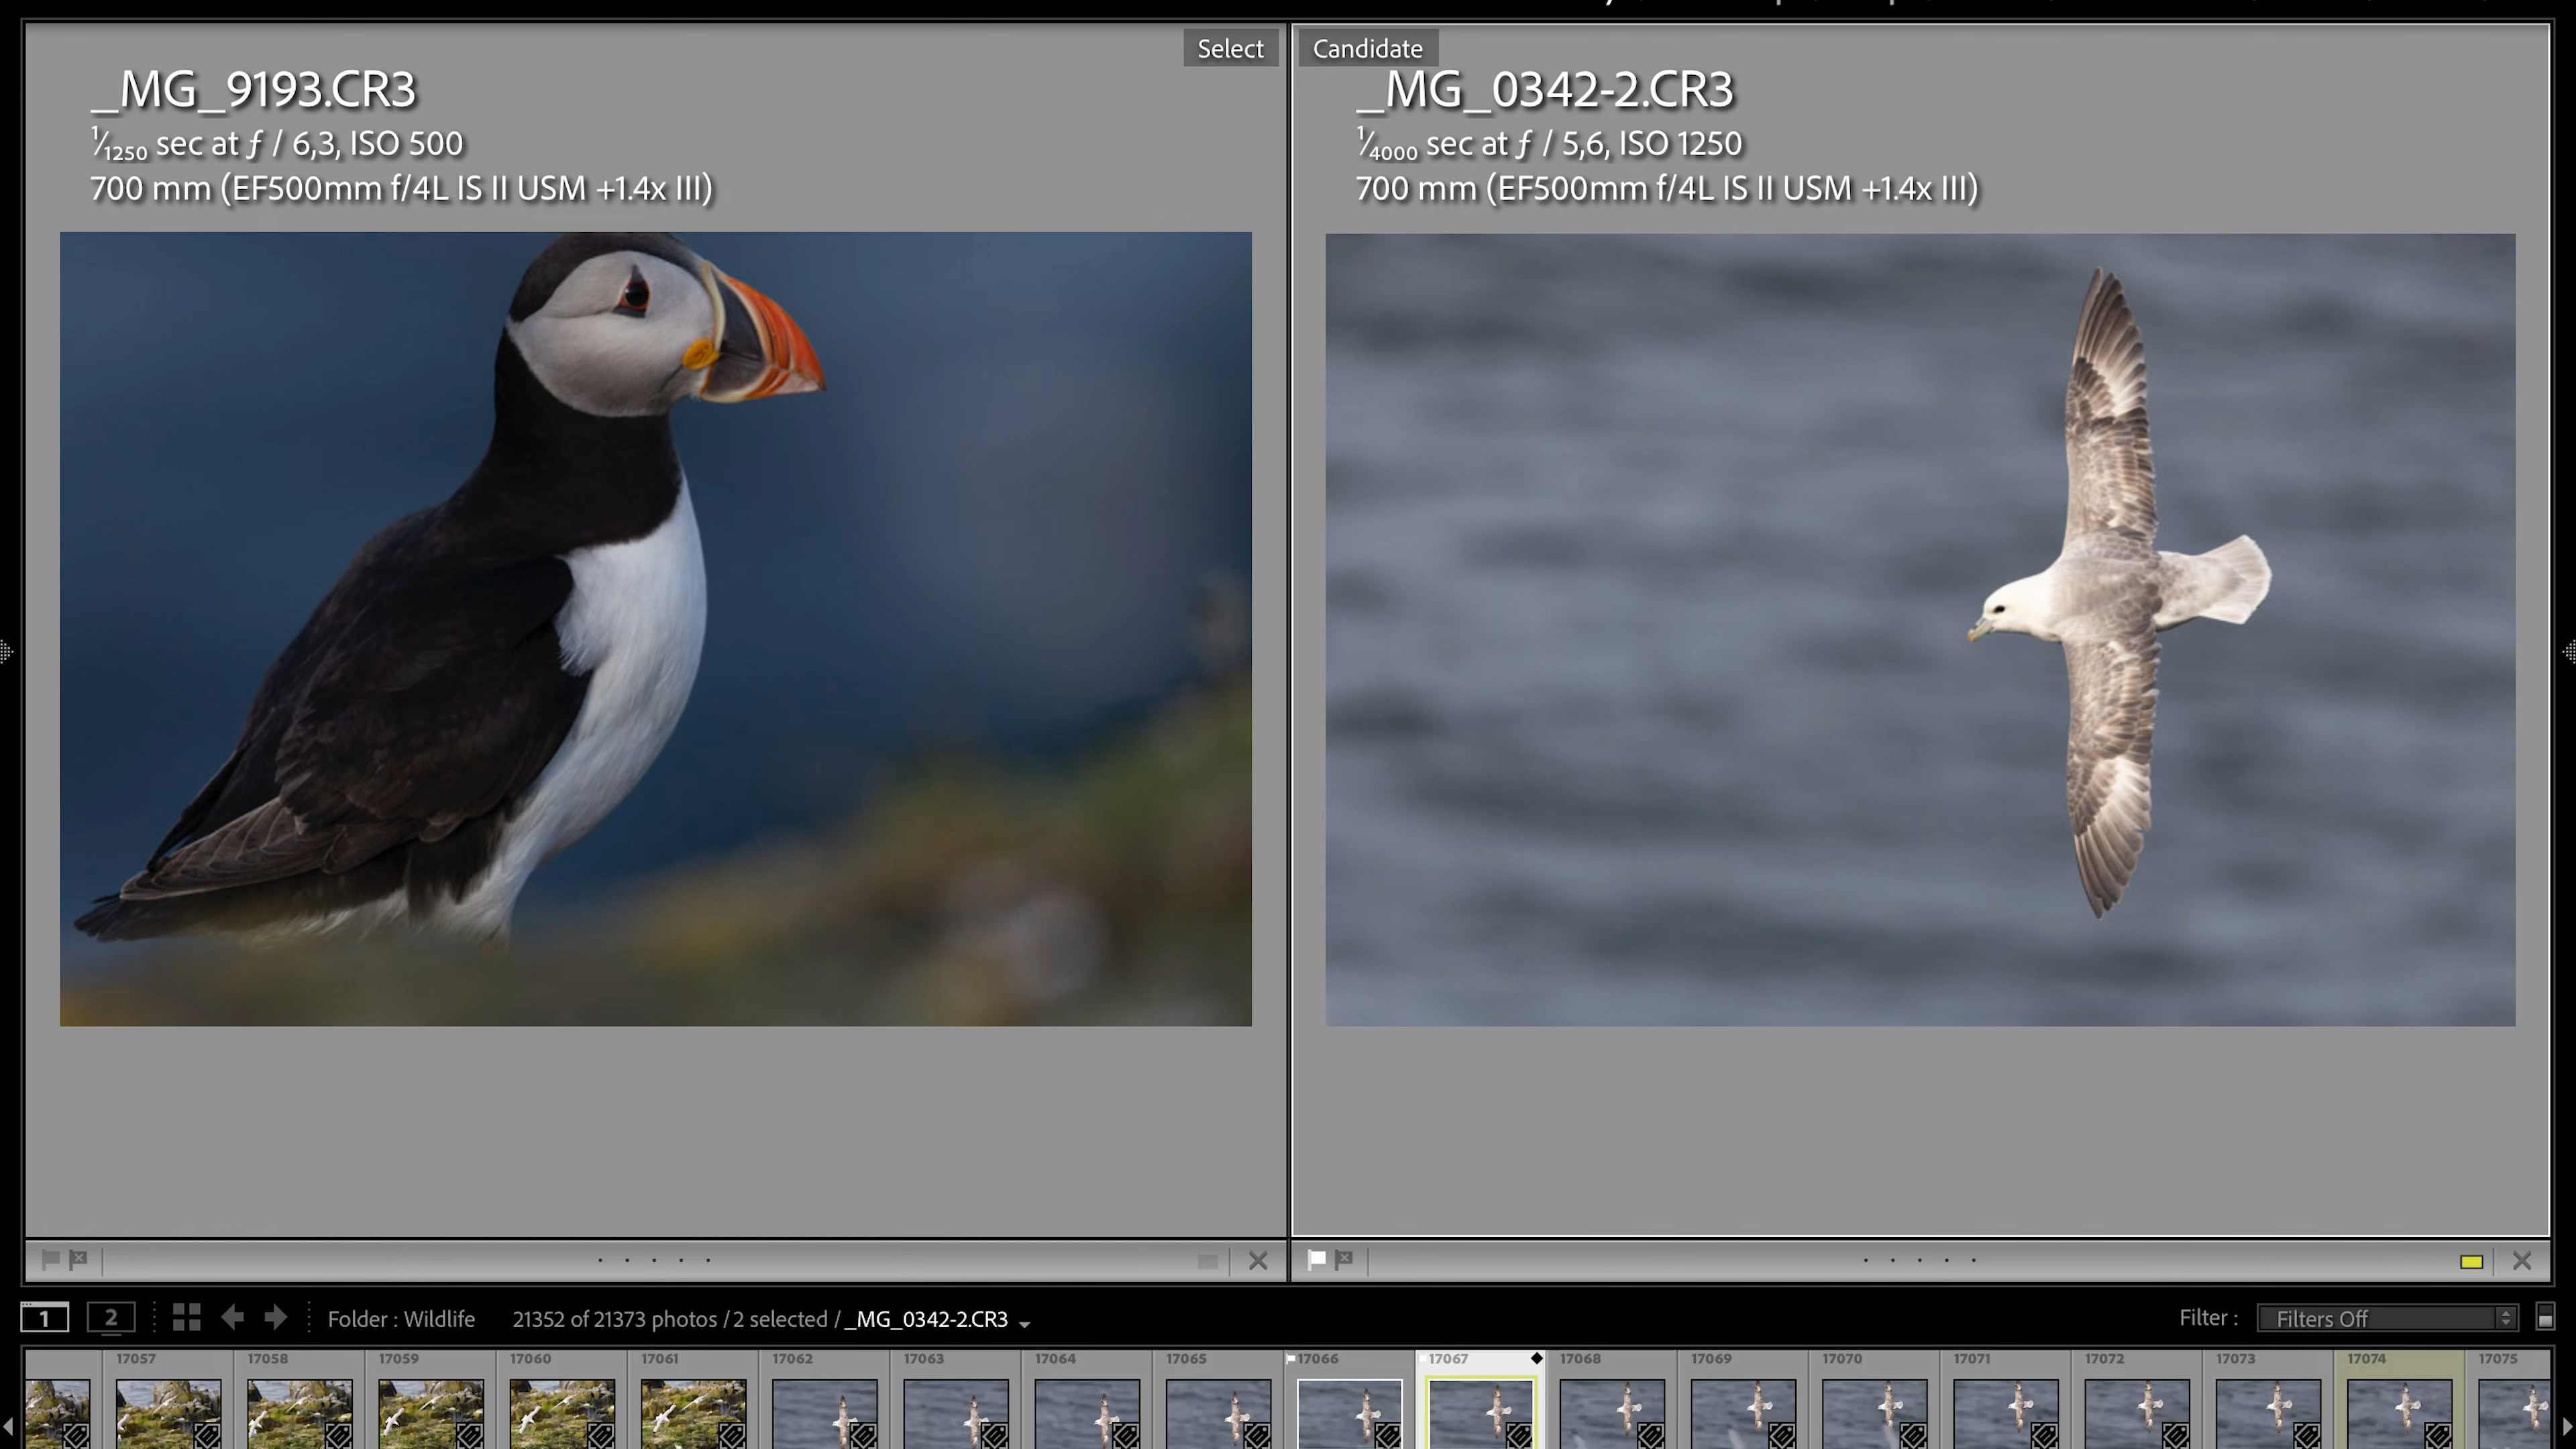 Select
Candidate
_MG_9193.CR3
1/1250 sec at ƒ / 6,3, ISO 500
700 mm (EF500mm f/4L IS II USM +1.4x III)
_MG_0342-2.CR3
1/4000 sec at ƒ / 5,6, ISO 1250
700 mm (EF500mm f/4L IS II USM +1.4x III)
1 2 Folder : Wildlife 21352 of 21373 photos / 2 selected / _MG_0342-2.CR3 Filter : Filters Off
17057 17058 17059 17060 17061 17062 17063 17064 17065 17066 17067 17068 17069 17070 17071 17072 17073 17074 17075